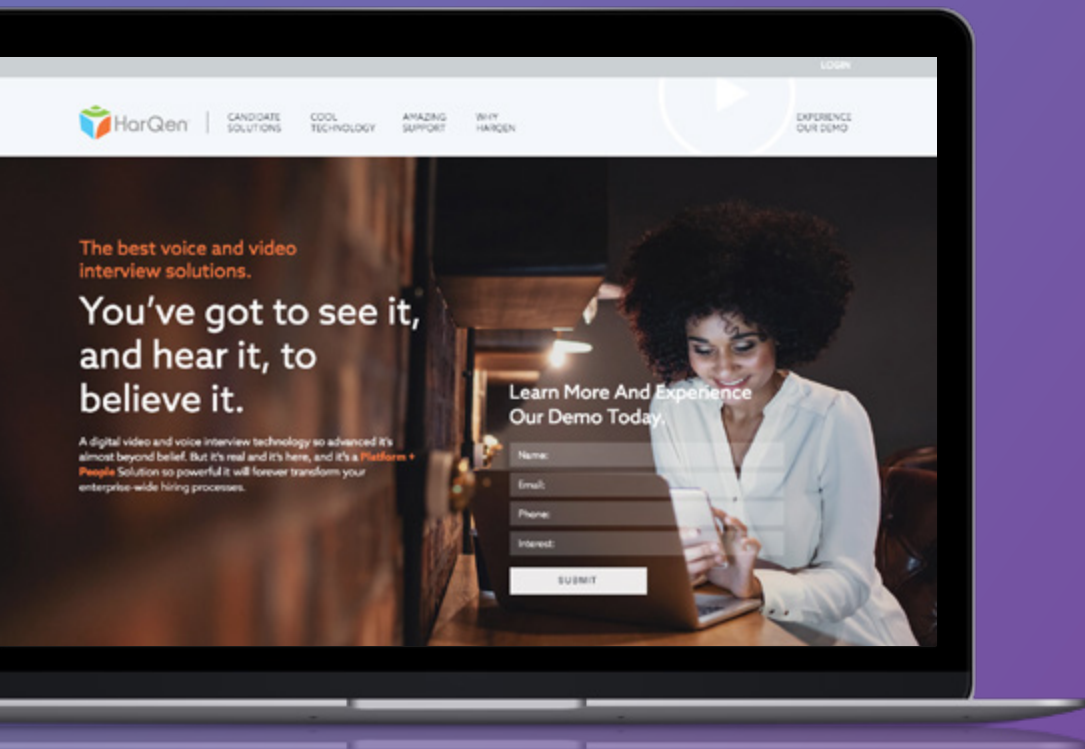 LOGIN
HarQen
CANDIDATE
SOLUTIONS
COOL
TECHNOLOGY
AMAZING
SUPPORT
WHY
HARQEN
EXPERIENCE
OUR DEMO
The best voice and video
interview solutions.
You've got to see it,
and hear it, to
believe it.
A digital video and voice interview technology so advanced it's
almost beyond belief. But it's real and it's here, and it's a Platform +
People Solution so powerful it will forever transform your
enterprise-wide hiring processes.
Learn More And Experience
Our Demo Today.
Name:
Email:
Phone:
Interest:
SUBMIT